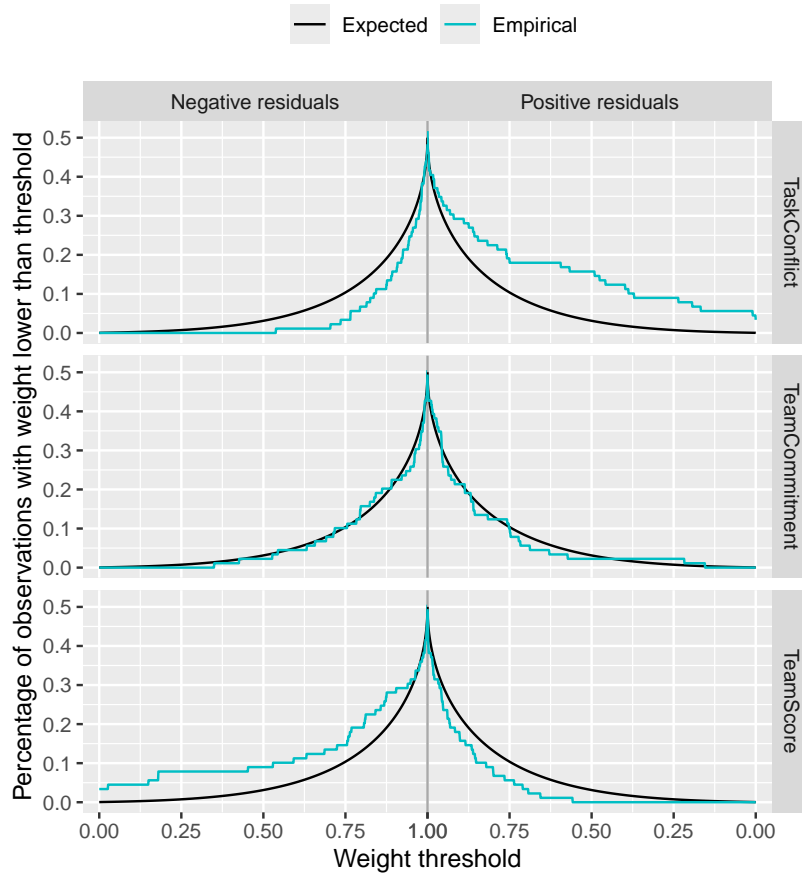 Expected Empirical
Negative residuals Positive residuals
Percentage of observations with weight lower than threshold
0.5
0.4
0.3
0.2
0.1
0.0
TaskConflict
0.5
0.4
0.3
0.2
0.1
0.0
TeamCommitment
0.5
0.4
0.3
0.2
0.1
0.0
TeamScore
0.00 0.25 0.50 0.75 1.00 0.75 0.50 0.25 0.00
Weight threshold